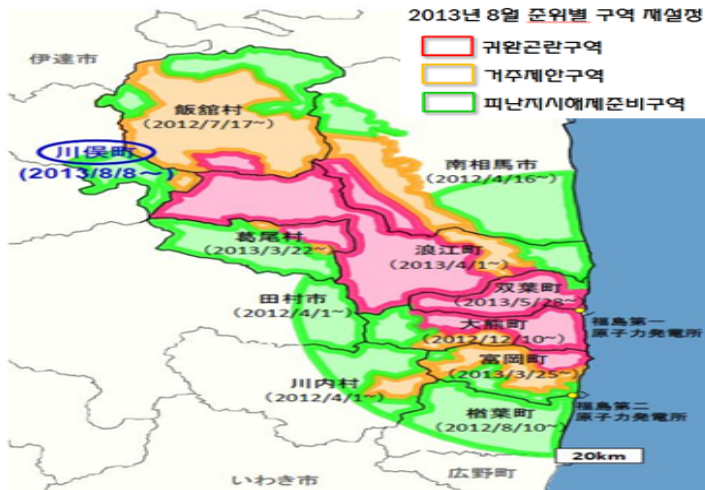 2013년 8월 준위별 구역 재설정
귀환곤란구역
거주제한구역
피난지시해제준비구역
伊達市
飯舘村
(2012/7/17~)
川俣町
(2013/8/8~)
南相馬市
(2012/4/16~)
葛尾村
(2013/3/22~)
浪江町
(2013/4/1~)
双葉町
(2013/5/28~)
田村市
(2012/4/1~)
大熊町
(2012/12/10~)
福島第一
原子力発電所
富岡町
(2013/3/25~)
川内村
(2012/4/1~)
福島第二
原子力発電所
楢葉町
(2012/8/10~)
20km
いわき市
広野町